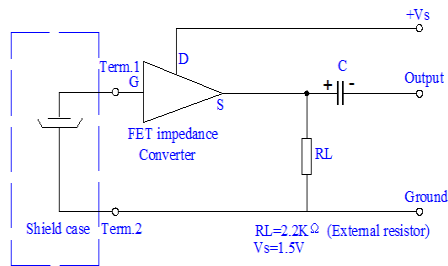 +Vs
D
Term.1
G
C
+ -
Output
S
FET impedance
Converter
RL
Ground
Shield case
Term.2
RL=2.2KΩ (External resistor)
Vs=1.5V